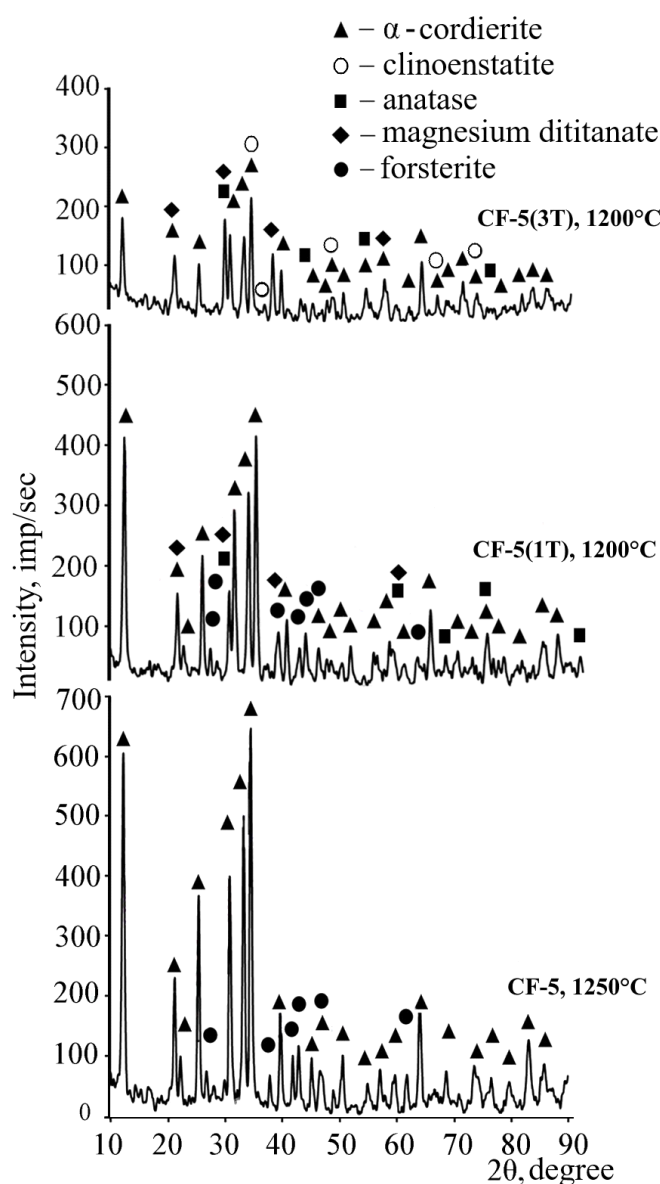 ▲ – α-cordierite
○ – clinoenstatite
■ – anatase
◆ – magnesium dititanate
● – forsterite
400
300
200
100
CF-5(3T), 1200°C
600
500
400
300
200
100
CF-5(1T), 1200°C
Intensity, imp/sec
700
600
500
400
300
200
100
0
CF-5, 1250°C
10 20 30 40 50 60 70 80 90
2θ, degree